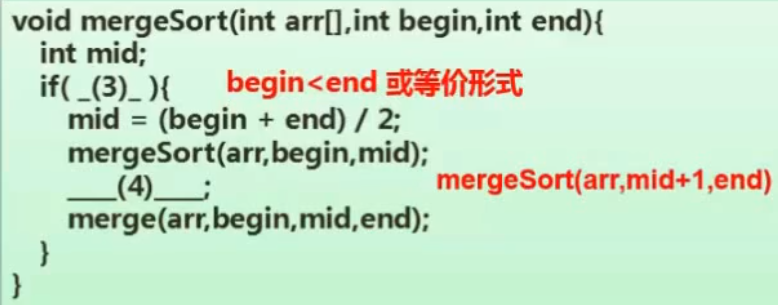 void mergeSort(int arr[],int begin,int end){
int mid;
if( _(3)_ ){ begin<end 或等价形式
mid = (begin + end) / 2;
mergeSort(arr,begin,mid);
___(4)___; mergeSort(arr,mid+1,end)
merge(arr,begin,mid,end);
}
}